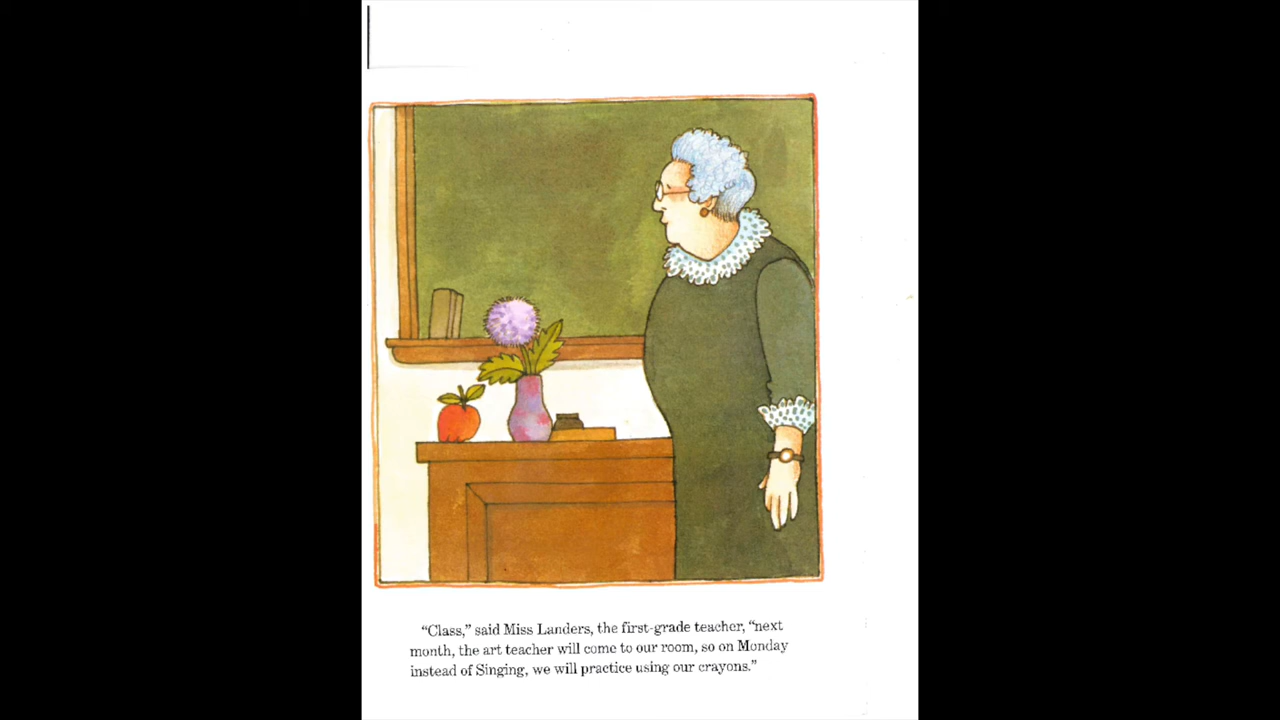 “Class,” said Miss Landers, the first-grade teacher, “next
month, the art teacher will come to our room, so on Monday
instead of Singing, we will practice using our crayons.”